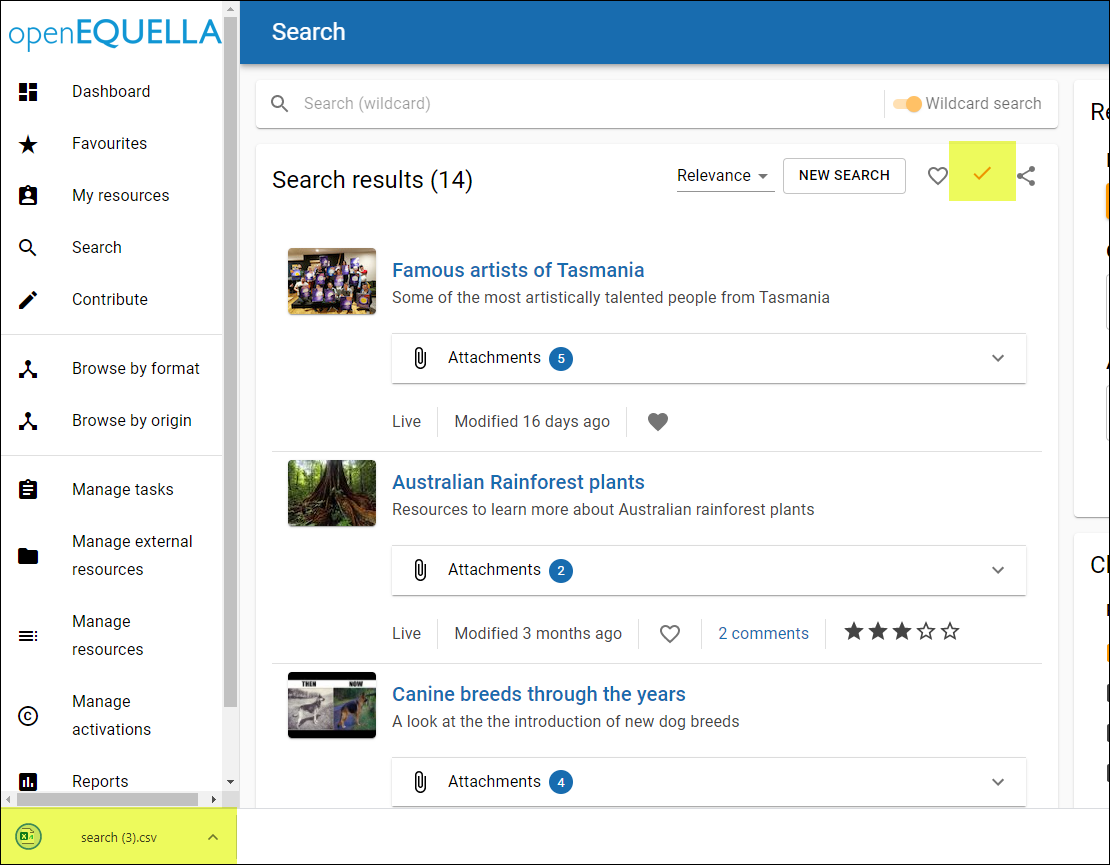 openEQUELLA
Search
Dashboard
Favourites
My resources
Search
Contribute
Browse by format
Browse by origin
Manage tasks
Manage external
resources
Manage
resources
Manage
activations
Reports
search (3).csv
Search (wildcard)
Wildcard search
Search results (14)
Relevance
NEW SEARCH
Famous artists of Tasmania
Some of the most artistically talented people from Tasmania
Attachments 5
Live Modified 16 days ago
Australian Rainforest plants
Resources to learn more about Australian rainforest plants
Attachments 2
Live Modified 3 months ago 2 comments
THEN NOW
Canine breeds through the years
A look at the the introduction of new dog breeds
Attachments 4